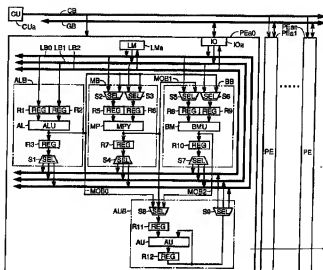 CU CB PEan
CUa GB PEa0 PEa1
LM LMa IO IOa
LB0 LB1 LB2
ALB MB MOB1 BB
S2 SEL SEL S3 S5 SEL SEL S6
R1 REG REG R2 R5 REG REG R6 R8 REG REG R9
AL ALU MP MPY BM BMU
R3 REG R7 REG R10 REG
S1 SEL S4 SEL S7 SEL
PE PE
MOB0 MOB2
AUB S8 SEL S9 SEL
R11 REG
AU AU
R12 REG